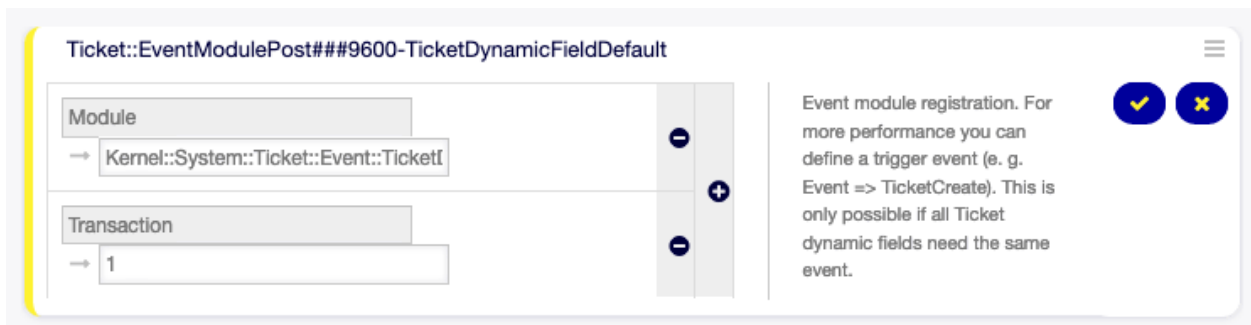 Ticket::EventModulePost###9600-TicketDynamicFieldDefault
Module
Kernel::System::Ticket::Event::Ticket
Transaction
1
Event module registration. For
more performance you can
define a trigger event (e. g.
Event => TicketCreate). This is
only possible if all Ticket
dynamic fields need the same
event.